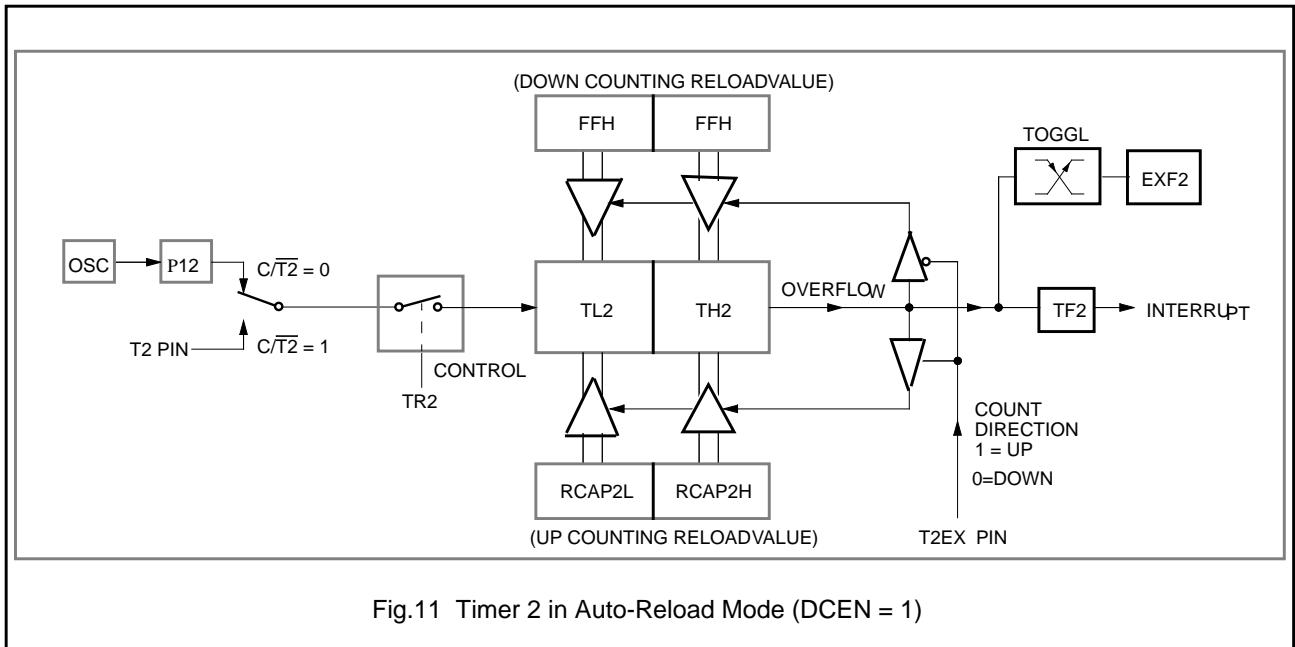 (DOWN COUNTING RELOADVALUE)
FFH FFH
TOGGL
EXF2
OSC P12 C/T̅2̅ = 0
TL2 TH2 OVERFLOW
TF2 INTERRUPT
T2 PIN C/T̅2̅ = 1
CONTROL
TR2
COUNT
DIRECTION
1 = UP
0=DOWN
RCAP2L RCAP2H
(UP COUNTING RELOADVALUE)
T2EX PIN
Fig.11 Timer 2 in Auto-Reload Mode (DCEN = 1)